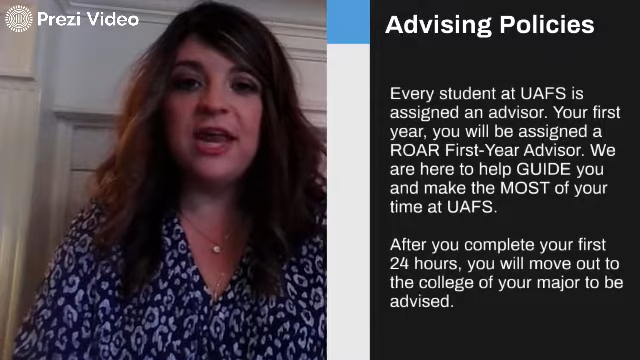 Prezi Video
Advising Policies
Every student at UAFS is
assigned an advisor. Your first
year, you will be assigned a
ROAR First-Year Advisor. We
are here to help GUIDE you
and make the MOST of your
time at UAFS.
After you complete your first
24 hours, you will move out to
the college of your major to be
advised.